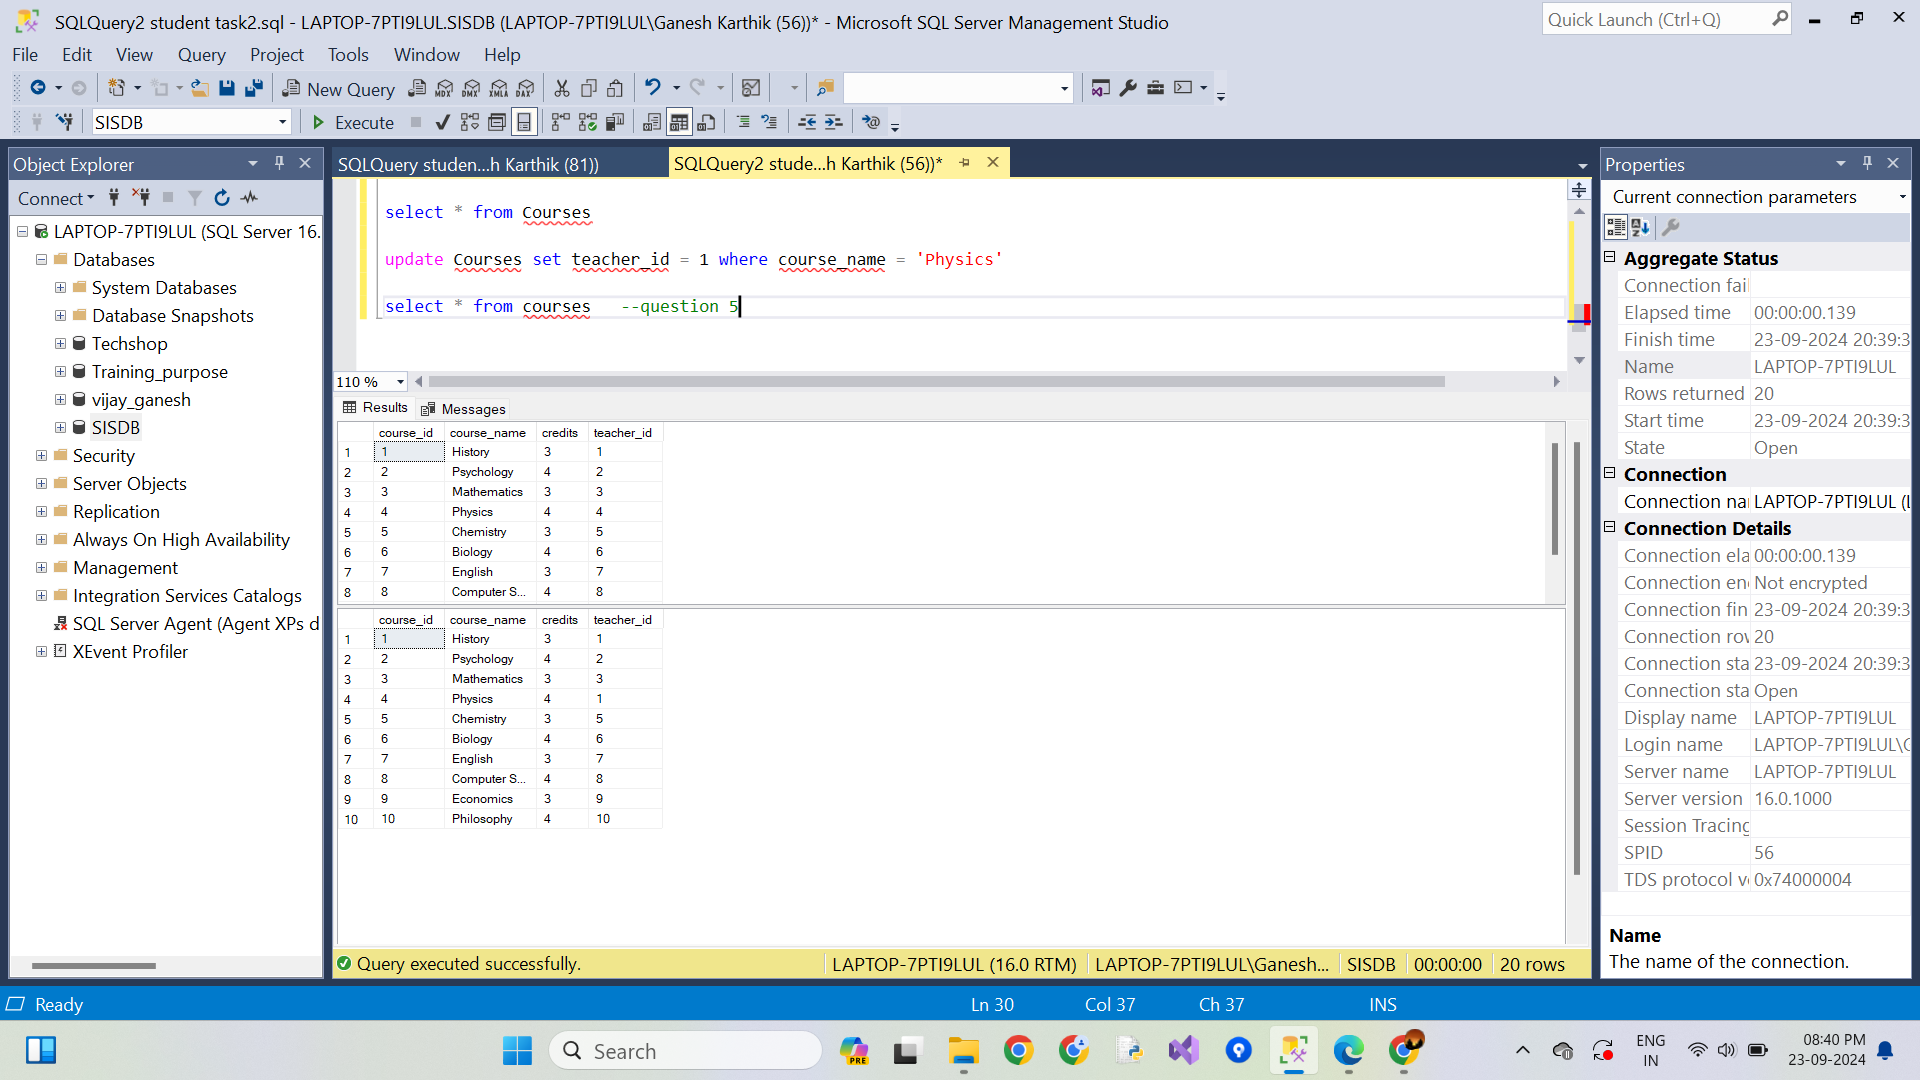 SQLQuery2 student task2.sql - LAPTOP-7PTI9LUL.SISDB (LAPTOP-7PTI9LUL\Ganesh Karthik (56))* - Microsoft SQL Server Management Studio
Quick Launch (Ctrl+Q)
File Edit View Query Project Tools Window Help
New Query
MDX DMX XMLA DAX
SISDB
Execute
Object Explorer
SQLQuery studen...h Karthik (81))
SQLQuery2 stude...h Karthik (56))*
Properties
Connect
LAPTOP-7PTI9LUL (SQL Server 16.
Databases
System Databases
Database Snapshots
Techshop
Training_purpose
vijay_ganesh
SISDB
Security
Server Objects
Replication
Always On High Availability
Management
Integration Services Catalogs
SQL Server Agent (Agent XPs d
XEvent Profiler
select * from Courses
update Courses set teacher_id = 1 where course_name = 'Physics'
select * from courses   --question 5
110 %
Results Messages
course_id course_name credits teacher_id
1 1 History 3 1
2 2 Psychology 4 2
3 3 Mathematics 3 3
4 4 Physics 4 4
5 5 Chemistry 3 5
6 6 Biology 4 6
7 7 English 3 7
8 8 Computer S... 4 8
course_id course_name credits teacher_id
1 1 History 3 1
2 2 Psychology 4 2
3 3 Mathematics 3 3
4 4 Physics 4 1
5 5 Chemistry 3 5
6 6 Biology 4 6
7 7 English 3 7
8 8 Computer S... 4 8
9 9 Economics 3 9
10 10 Philosophy 4 10
Query executed successfully.
LAPTOP-7PTI9LUL (16.0 RTM) LAPTOP-7PTI9LUL\Ganesh... SISDB 00:00:00 20 rows
Current connection parameters
Aggregate Status
Connection fail
Elapsed time 00:00:00.139
Finish time 23-09-2024 20:39:3
Name LAPTOP-7PTI9LUL
Rows returned 20
Start time 23-09-2024 20:39:3
State Open
Connection
Connection nar LAPTOP-7PTI9LUL (L
Connection Details
Connection ela 00:00:00.139
Connection enc Not encrypted
Connection fin 23-09-2024 20:39:3
Connection rov 20
Connection sta 23-09-2024 20:39:3
Connection sta Open
Display name LAPTOP-7PTI9LUL
Login name LAPTOP-7PTI9LUL\G
Server name LAPTOP-7PTI9LUL
Server version 16.0.1000
Session Tracing
SPID 56
TDS protocol ve 0x74000004
Name
The name of the connection.
Ready
Ln 30 Col 37 Ch 37 INS
Search
PRE
ENG
IN
08:40 PM
23-09-2024